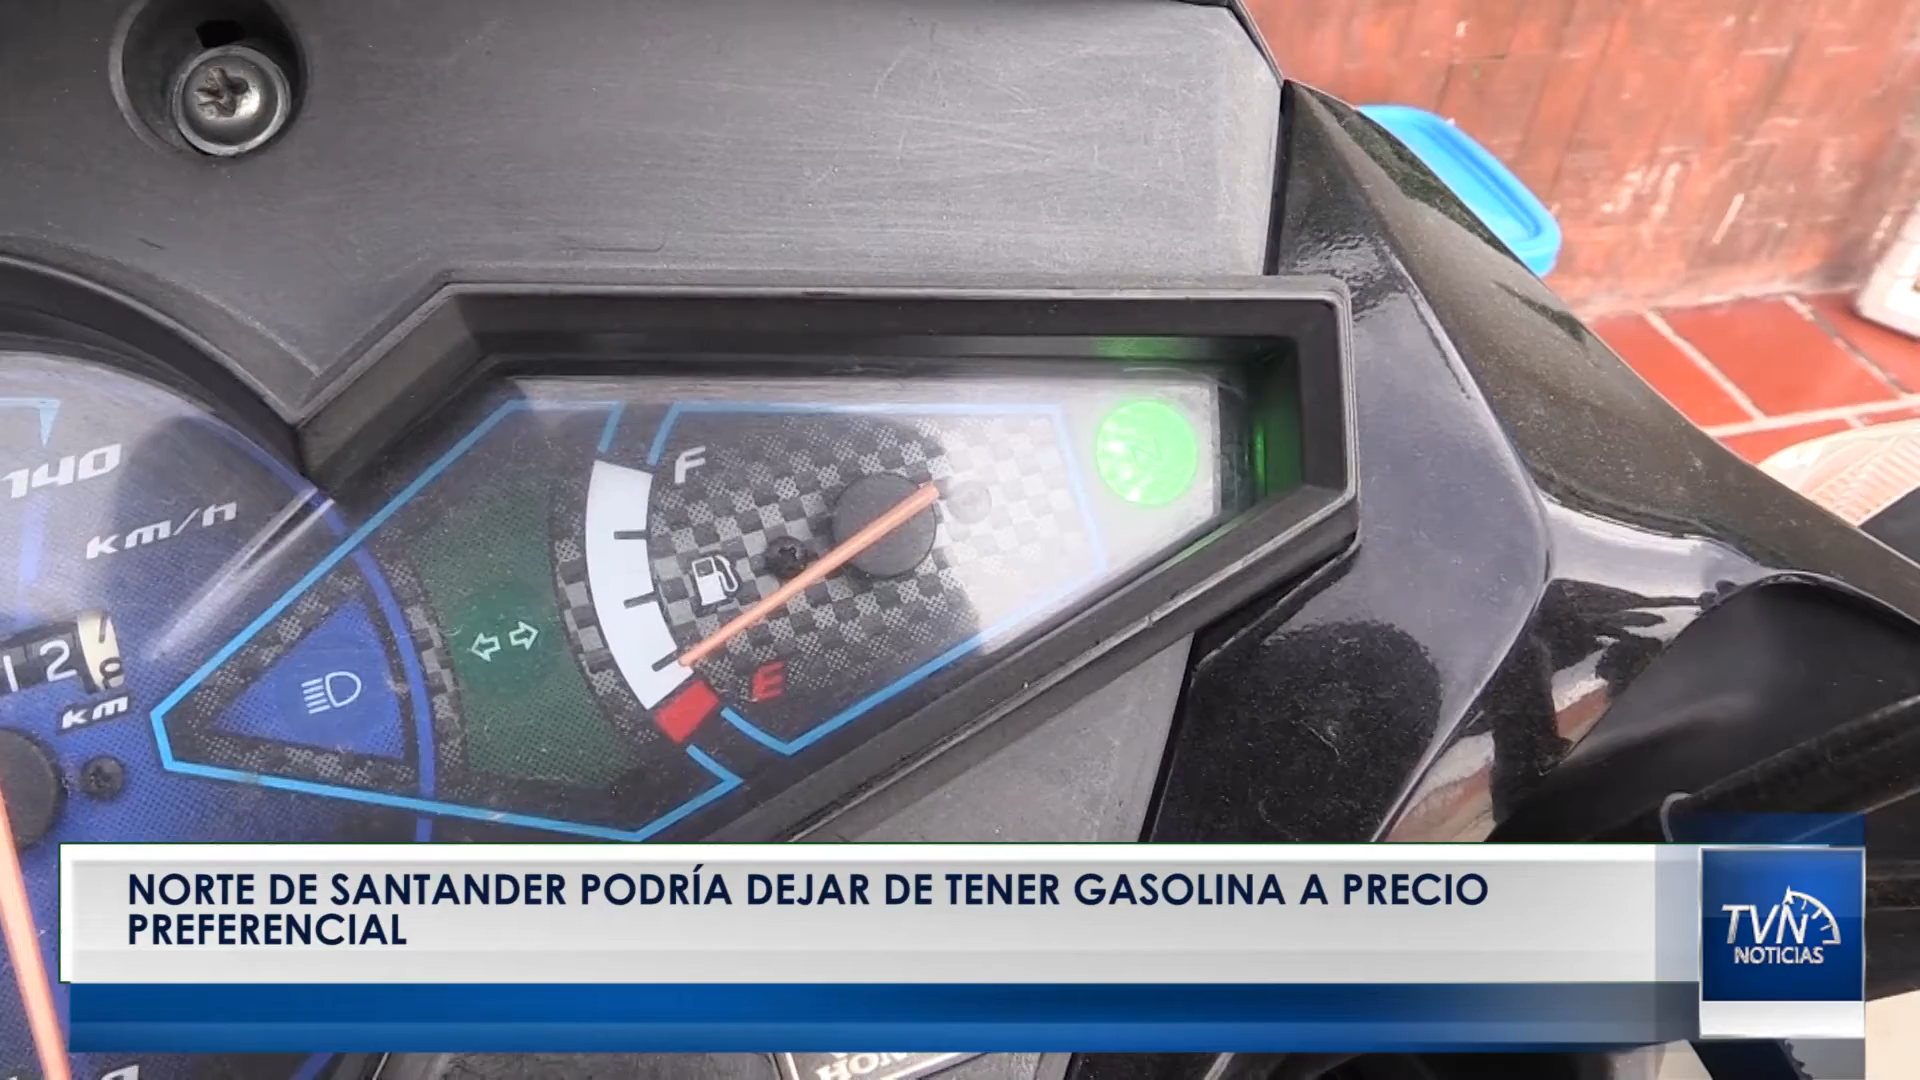 140
km/h
12
km
F
E
N
NORTE DE SANTANDER PODRÍA DEJAR DE TENER GASOLINA A PRECIO
PREFERENCIAL
TVN
NOTICIAS